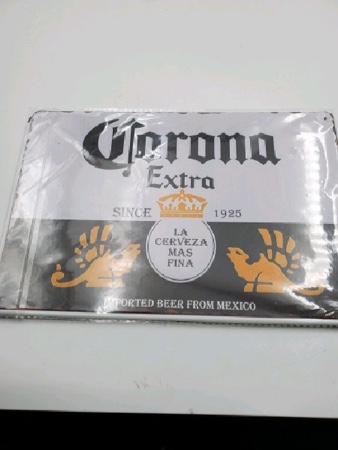 Corona
Extra
SINCE 1925
LA
CERVEZA
MAS
FINA
IMPORTED BEER FROM MEXICO